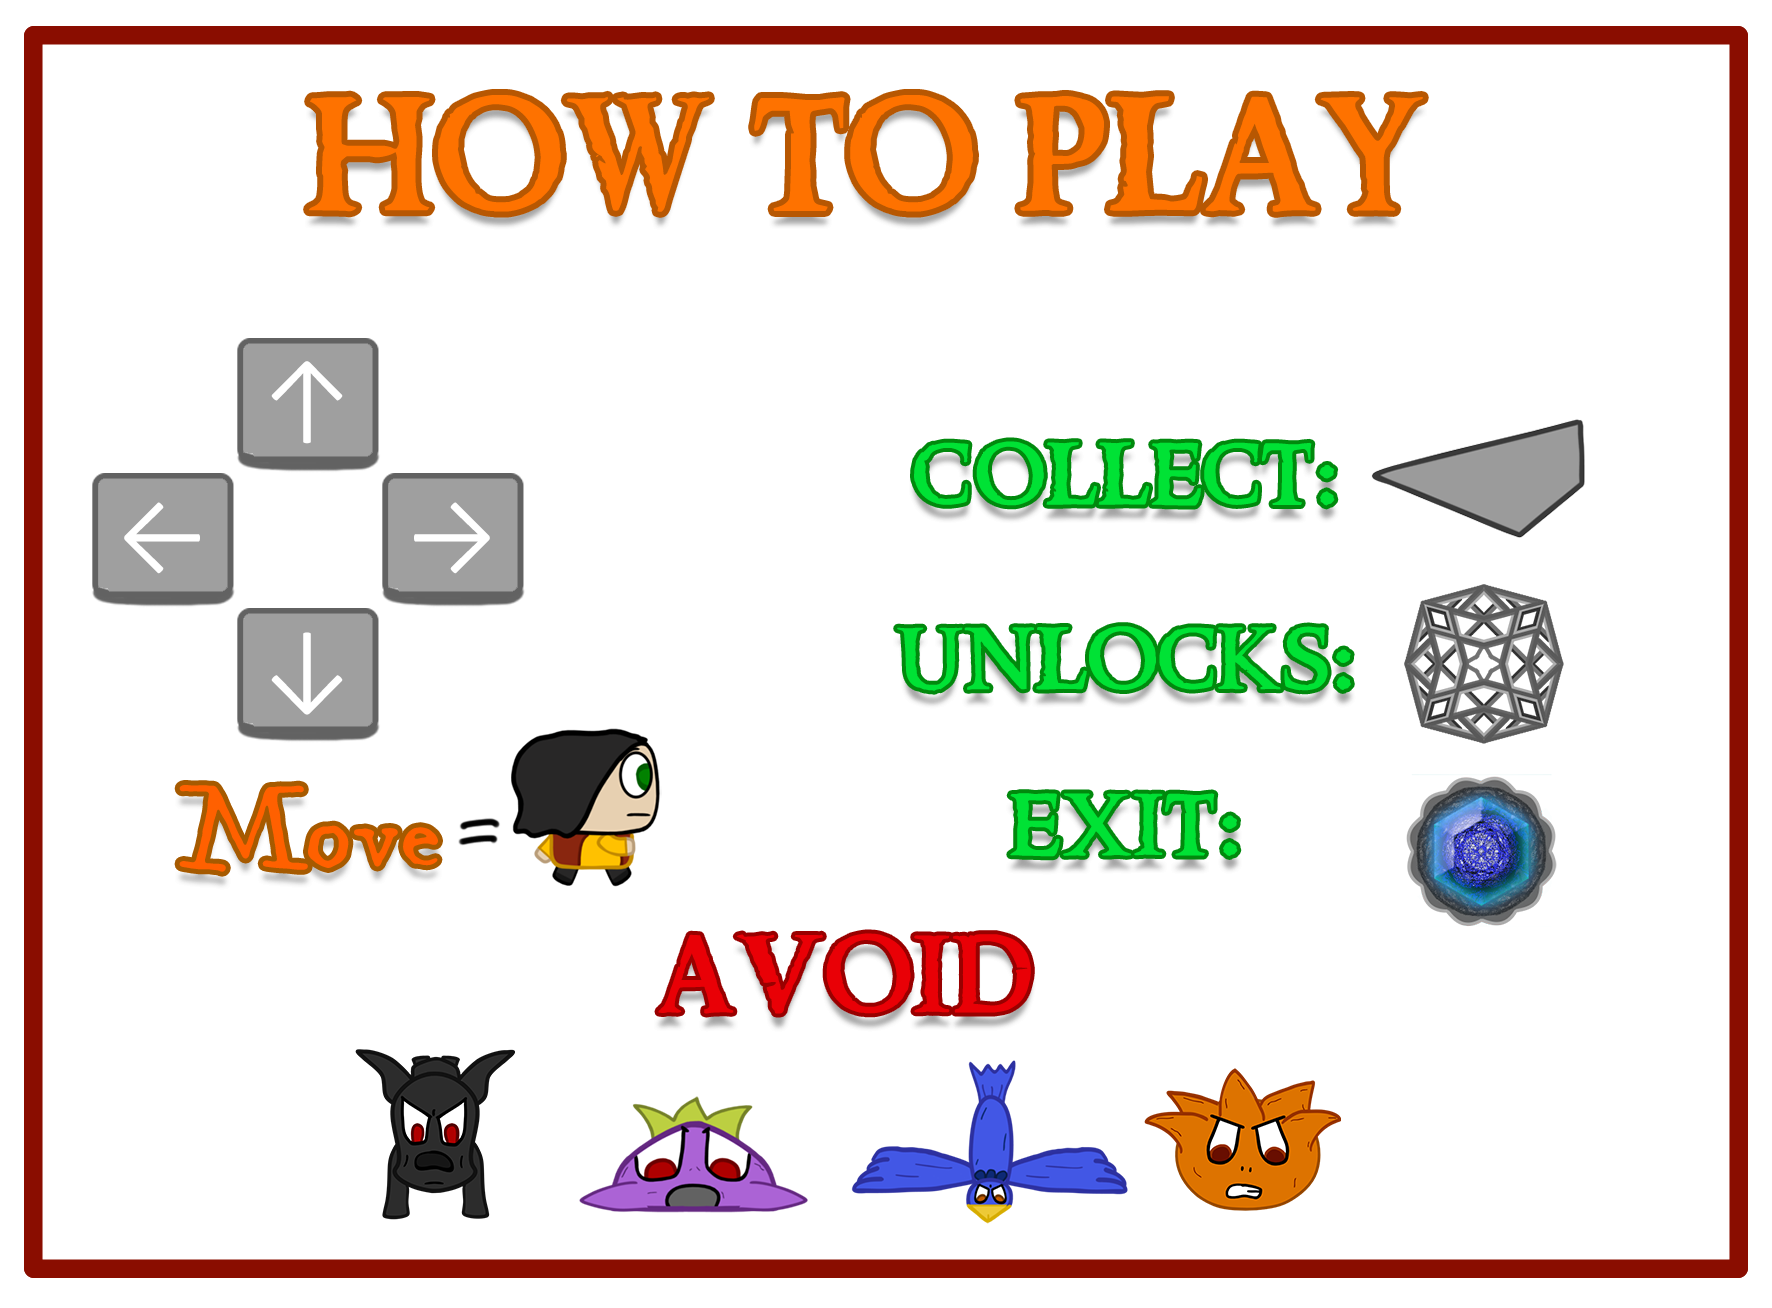 HOW TO PLAY
COLLECT:
UNLOCKS:
Move =
EXIT:
AVOID